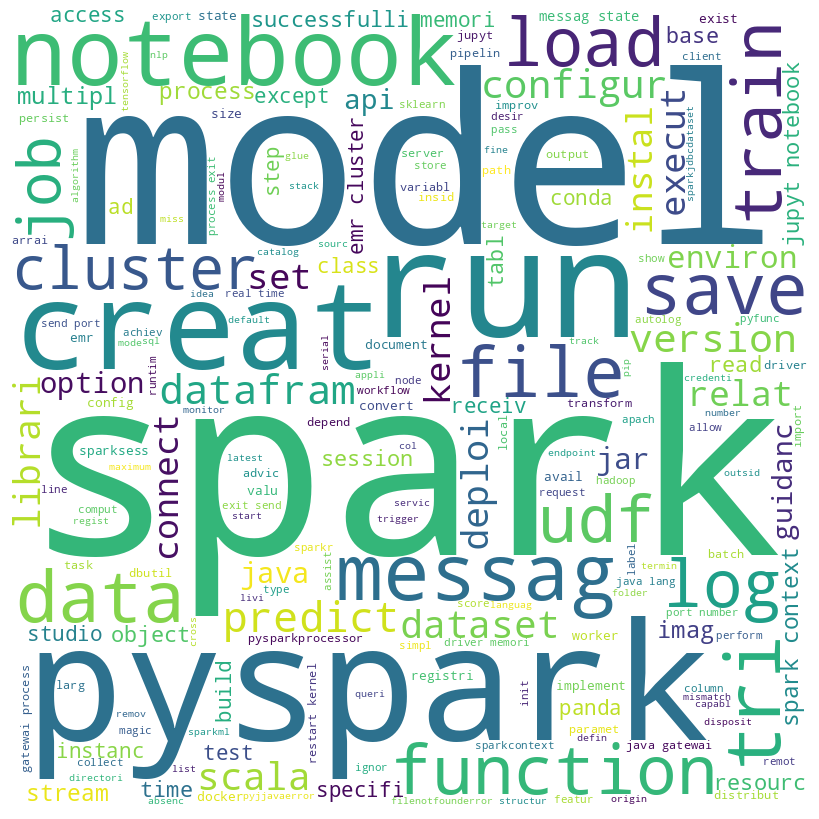 access
export state
successfulli
memori
messag state
exist
notebook
load
train
jupyt
base
nlp
pipelin
client
multipl
process
except
api
configur
tensorflow
sklearn
improv
desir
persist
size
pass
model
job
algorithm
process exit
modul
step
glue
stack
emr cluster
server
store
variabl
fine
path
output
instal
execut
jupyt notebook
ad
miss
insid
conda
target
arrai
sourc
catalog
class
tabl
show
environ
cluster
set
run
save
idea
real time
creat
send port
emr
achiev
mode
sql
default
serial
kernel
document
track
autolog
pyfunc
version
runtim
file
option
datafram
appli
node
workflow
convert
pip
credenti
read
driver
relat
librari
config
monitor
depend
receiv
transform
number
allow
import
spark
local
col
apach
sparksess
latest
advic
session
endpoint
avail
jar
outsid
guidanc
maximum
line
connect
valu
exit send
start
servic
trigger
deploi
request
hadoop
udf
comput
regist
data
task
dbutil
java
sparkr
assist
messag
label
termin
folder
java lang
log
batch
livi
type
predict
score
languag
port number
spark context
studio
object
cross
pysparkprocessor
simpl
driver memori
dataset
worker
imag
perform
tri
pyspark
gatewai process
larg
build
registri
init
implement
queri
panda
column
mismatch
capabl
remov
magic
sparkml
restart kernel
paramet
disposit
instanc
collect
test
sparkcontext
defin
java gatewai
remot
directori
list
scala
ignor
function
resourc
stream
time
absenc
docker
pyjjavaerror
specifi
filenotfounderror
structur
featur
origin
distribut